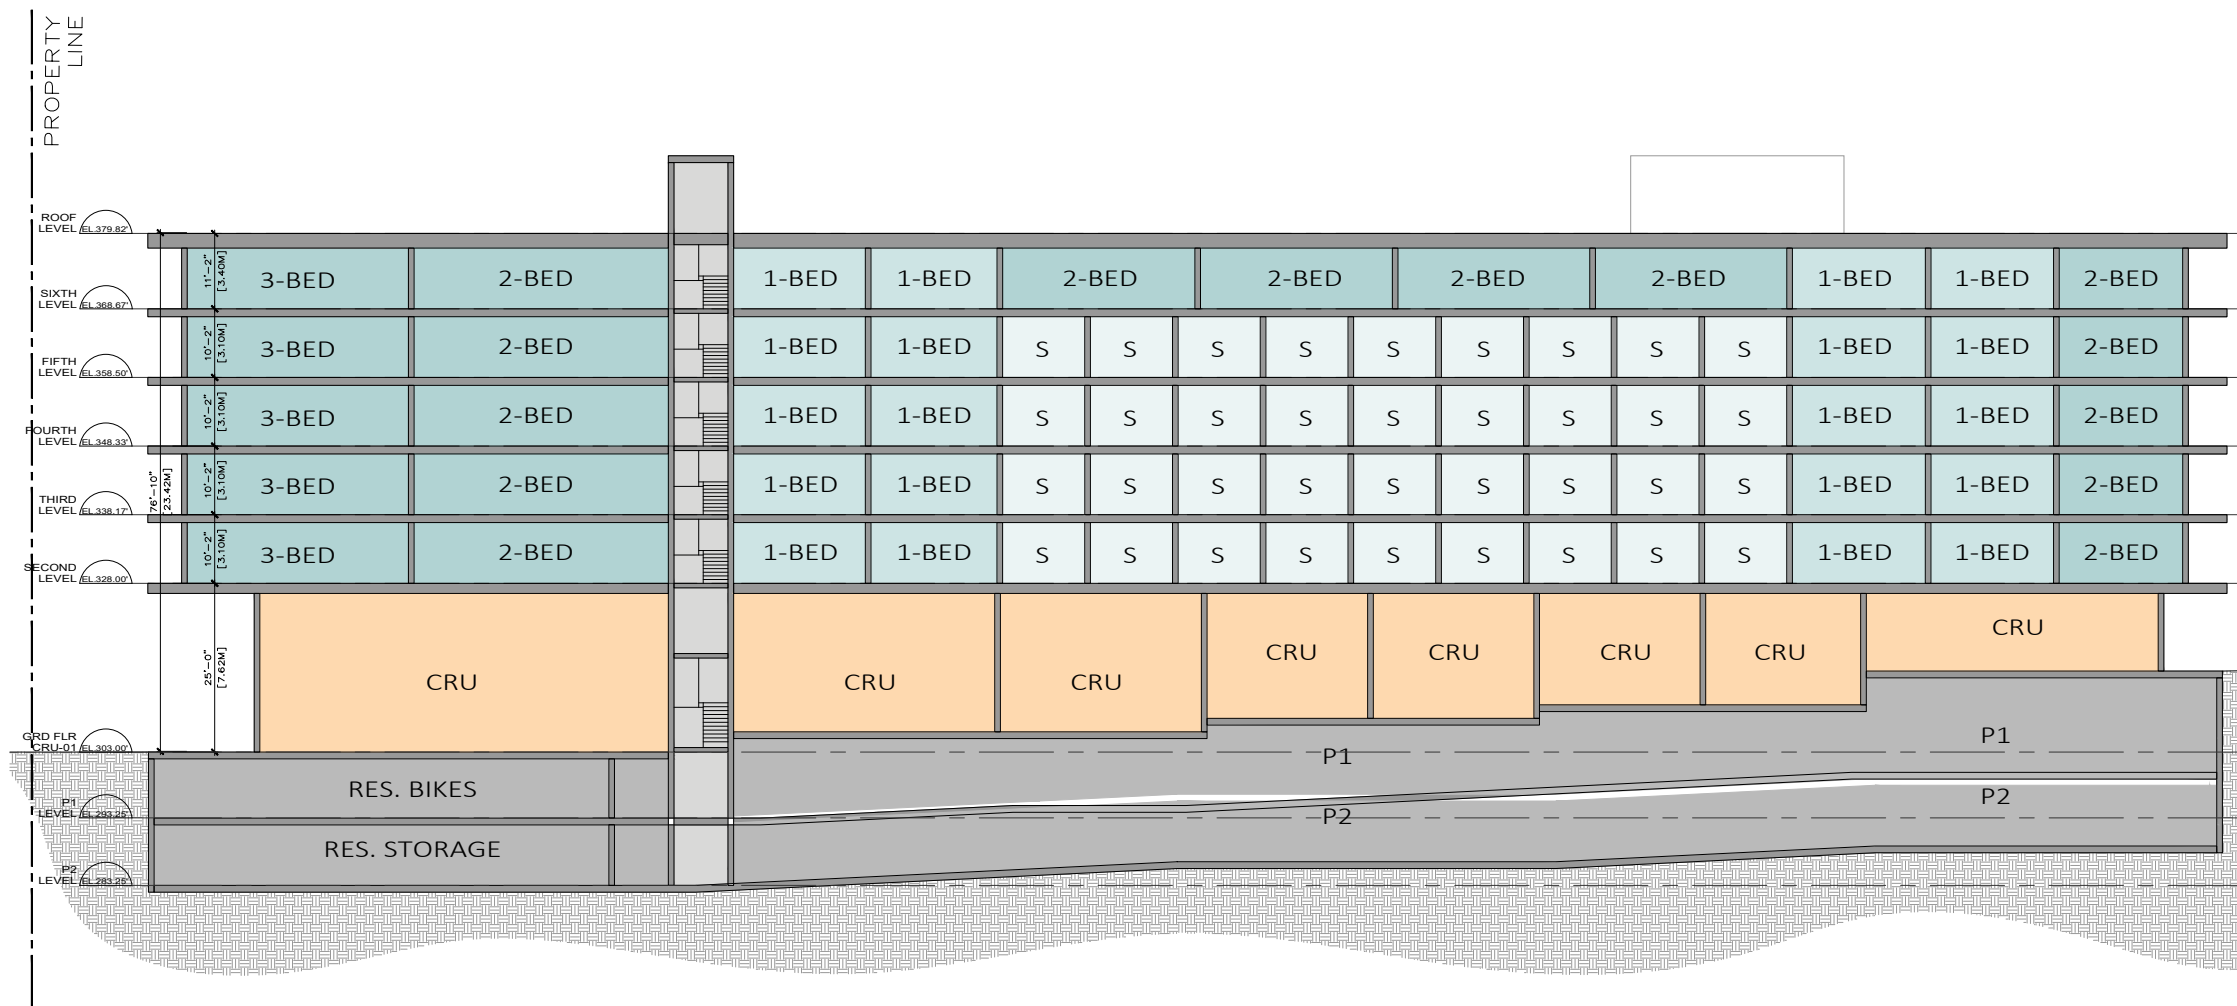 PROPERTY
LINE
ROOF
LEVEL EL.379.82'
11'-2"
[3.40M]
3-BED 2-BED 1-BED 1-BED 2-BED 2-BED 2-BED 2-BED 1-BED 1-BED 2-BED
SIXTH
LEVEL EL.368.67'
10'-2"
[3.10M]
3-BED 2-BED 1-BED 1-BED S S S S S S S S S 1-BED 1-BED 2-BED
FIFTH
LEVEL EL.358.50'
10'-2"
[3.10M]
3-BED 2-BED 1-BED 1-BED S S S S S S S S S 1-BED 1-BED 2-BED
FOURTH
LEVEL EL.348.33'
10'-2"
[3.10M]
3-BED 2-BED 1-BED 1-BED S S S S S S S S S 1-BED 1-BED 2-BED
76'-10"
[23.42M]
THIRD
LEVEL EL.338.17'
10'-2"
[3.10M]
3-BED 2-BED 1-BED 1-BED S S S S S S S S S 1-BED 1-BED 2-BED
SECOND
LEVEL EL.328.00'
25'-0"
[7.62M]
CRU CRU CRU CRU CRU CRU CRU CRU
GRD FLR
CRU-01 EL.303.00'
P1 P1
RES. BIKES
P1
LEVEL EL.293.25'
P2 P2
RES. STORAGE
P2
LEVEL EL.283.25'